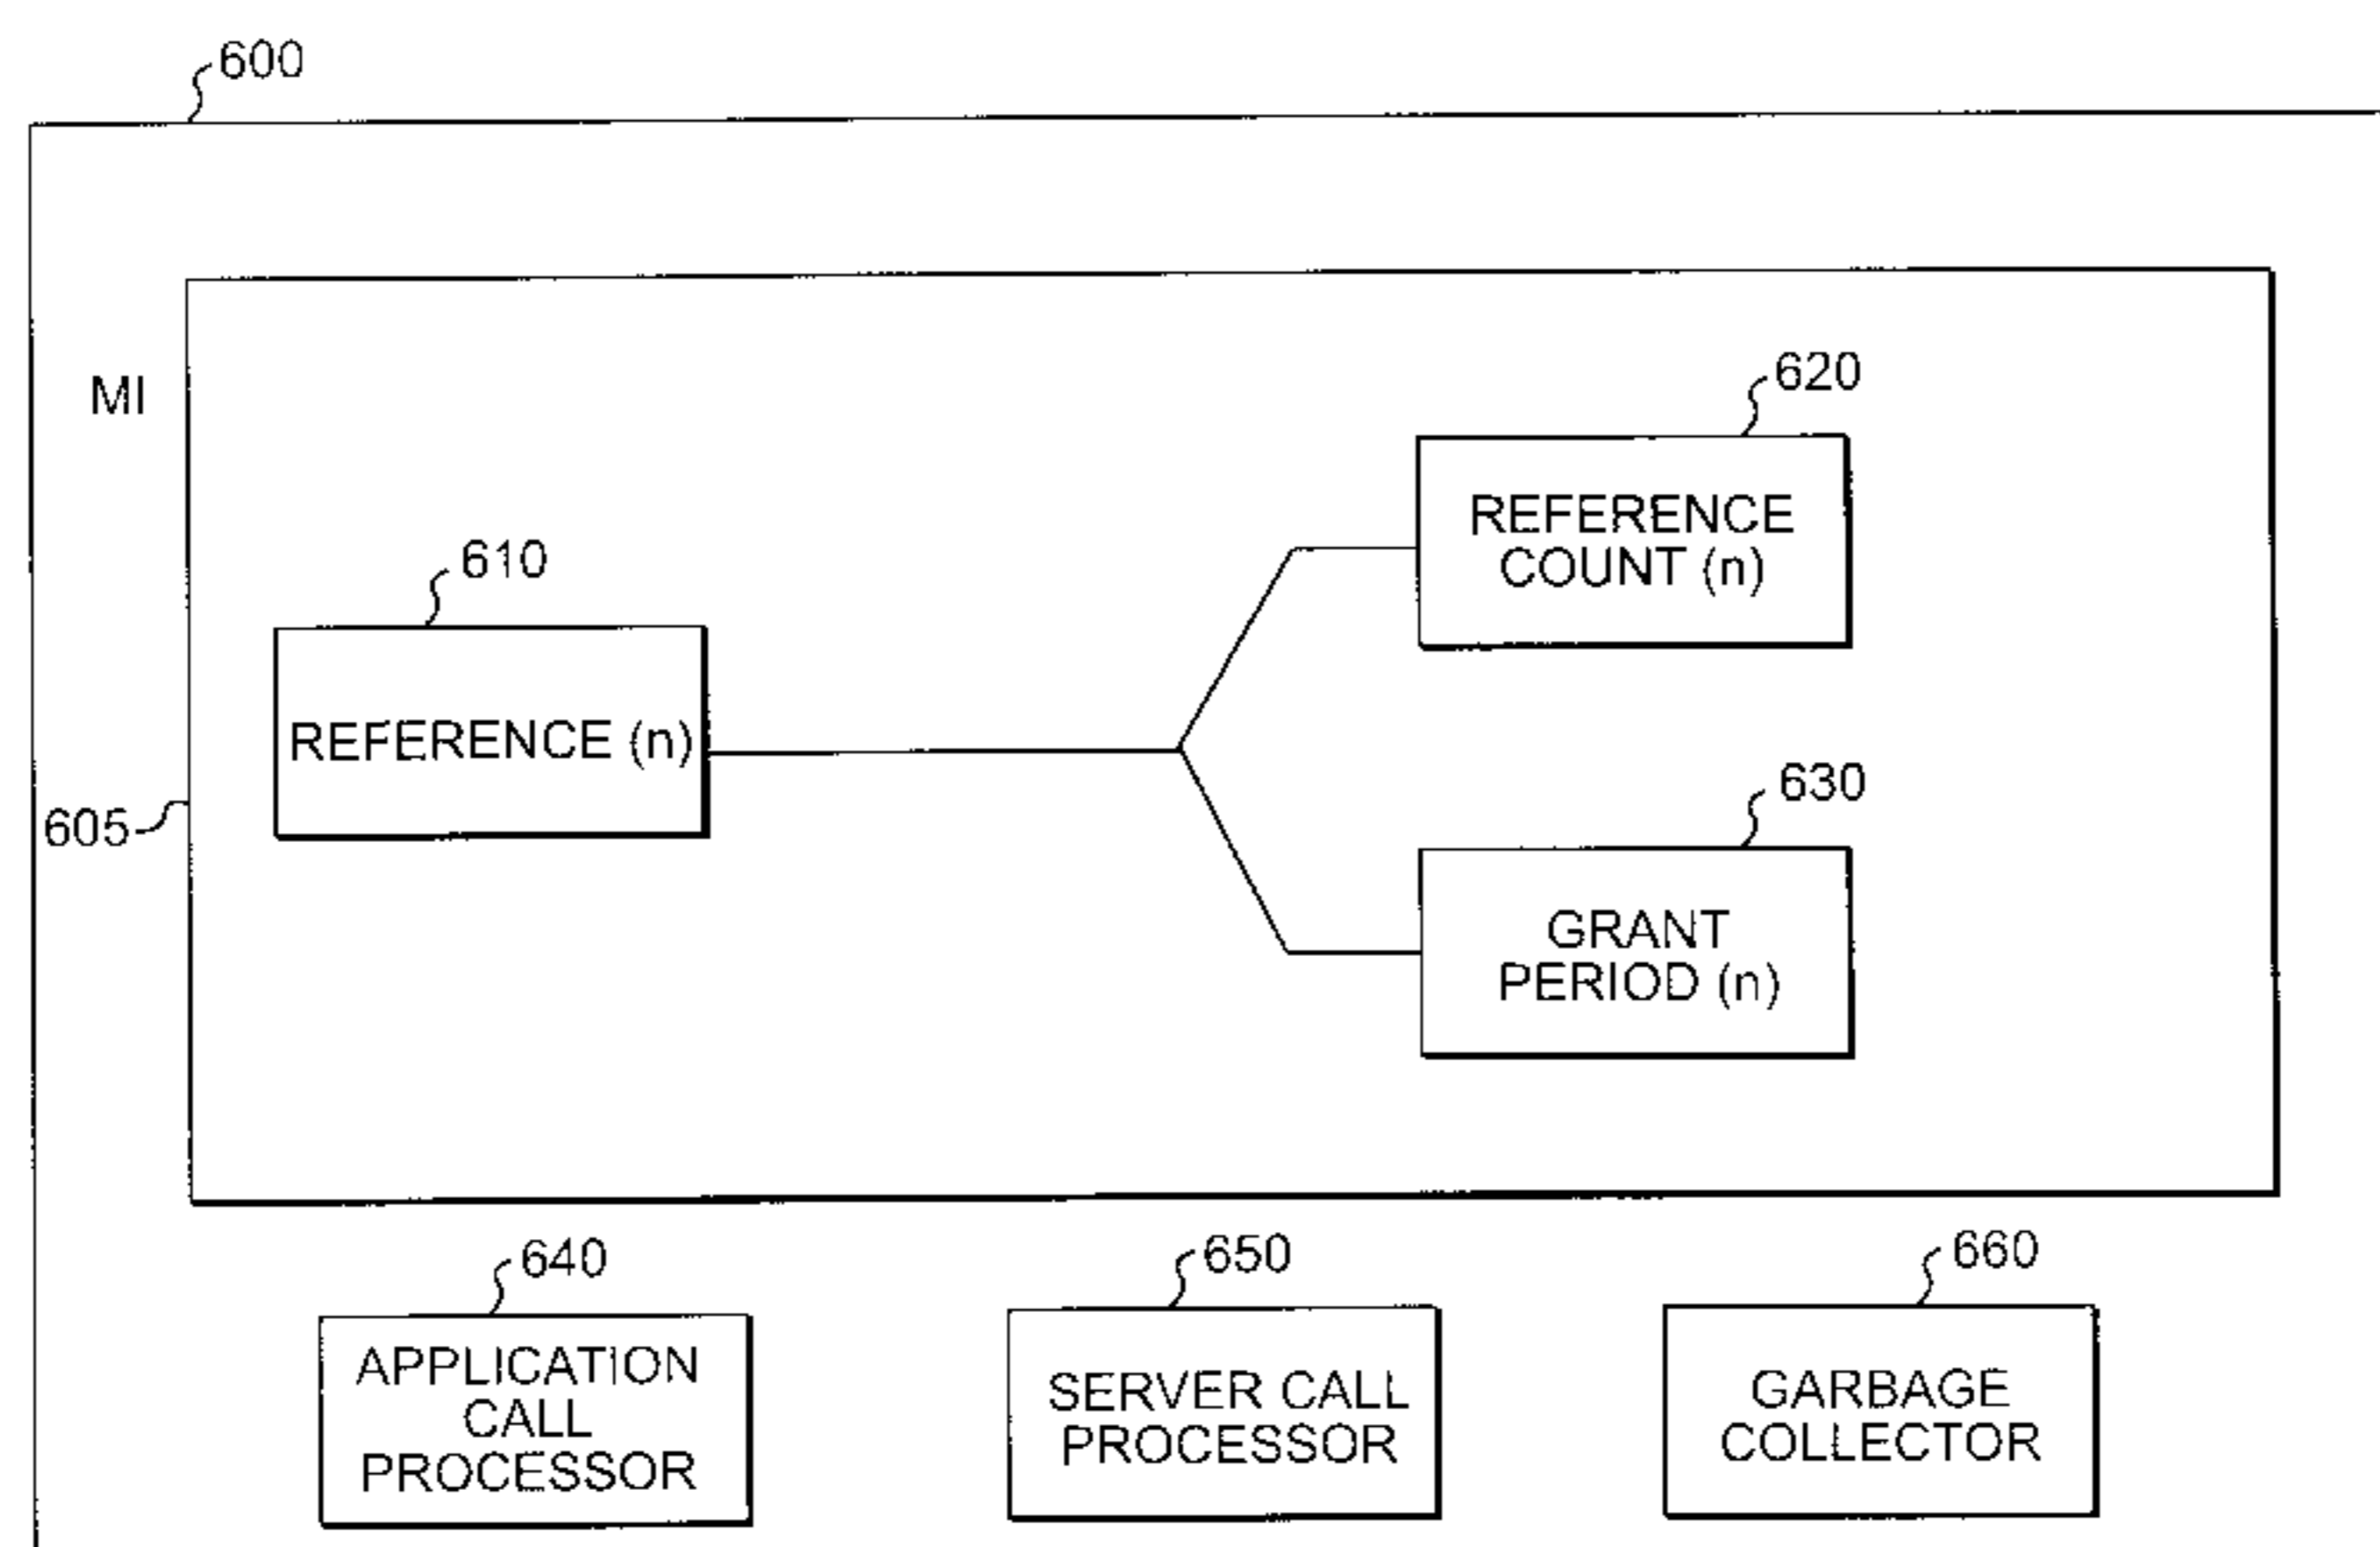 600
MI
620
REFERENCE
COUNT (n)
610
REFERENCE (n)
630
605
GRANT
PERIOD (n)
640
APPLICATION
CALL
PROCESSOR
650
SERVER CALL
PROCESSOR
660
GARBAGE
COLLECTOR